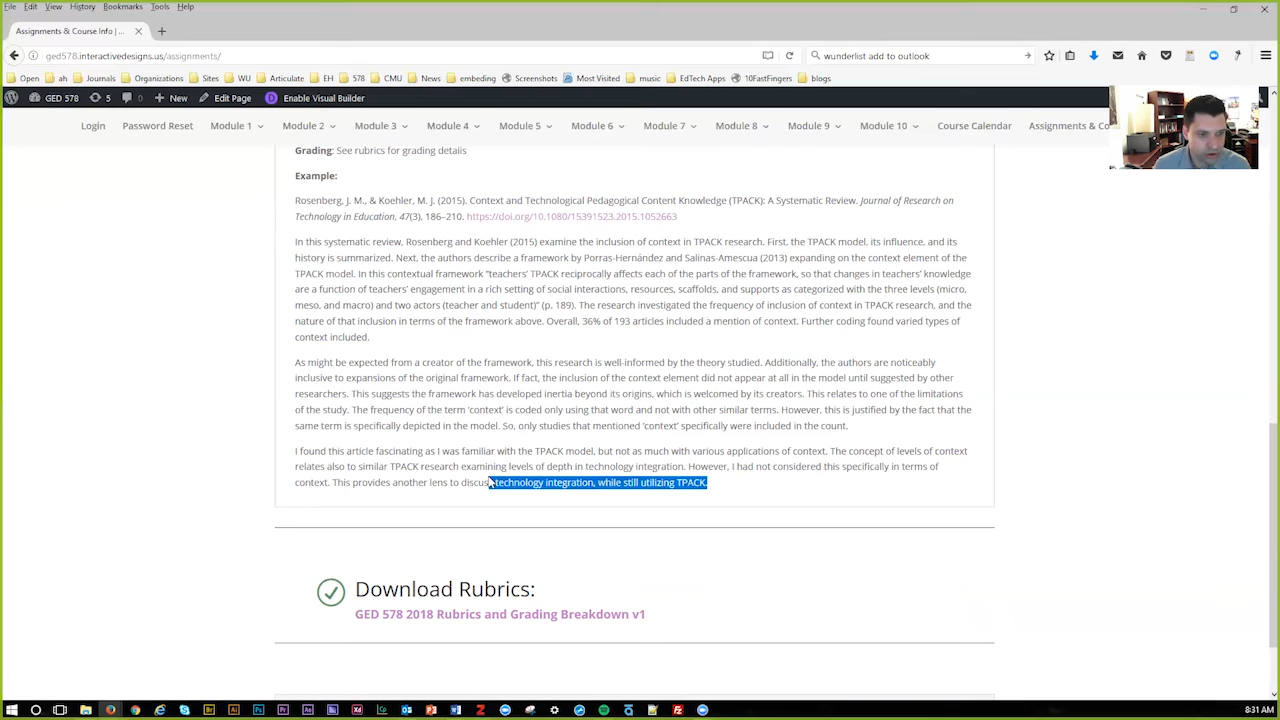 File Edit View History Bookmarks Tools Help
Assignments & Course Info | ...
ged578.interactivedesigns.us/assignments/
wunderlist add to outlook
Open ah Journals Organizations Sites WU Articulate EH 578 CMU News embeding Screenshots Most Visited music EdTech Apps 10FastFingers blogs
GED 578 5 0 New Edit Page D Enable Visual Builder
Login Password Reset Module 1 Module 2 Module 3 Module 4 Module 5 Module 6 Module 7 Module 8 Module 9 Module 10 Course Calendar Assignments & Co
Grading: See rubrics for grading details
Example:
Rosenberg, J. M., & Koehler, M. J. (2015). Context and Technological Pedagogical Content Knowledge (TPACK): A Systematic Review. Journal of Research on
Technology in Education, 47(3), 186–210. https://doi.org/10.1080/15391523.2015.1052663
In this systematic review, Rosenberg and Koehler (2015) examine the inclusion of context in TPACK research. First, the TPACK model, its influence, and its
history is summarized. Next, the authors describe a framework by Porras-Hernández and Salinas-Amescua (2013) expanding on the context element of the
TPACK model. In this contextual framework “teachers’ TPACK reciprocally affects each of the parts of the framework, so that changes in teachers’ knowledge
are a function of teachers’ engagement in a rich setting of social interactions, resources, scaffolds, and supports as categorized with the three levels (micro,
meso, and macro) and two actors (teacher and student)” (p. 189). The research investigated the frequency of inclusion of context in TPACK research, and the
nature of that inclusion in terms of the framework above. Overall, 36% of 193 articles included a mention of context. Further coding found varied types of
context included.
As might be expected from a creator of the framework, this research is well-informed by the theory studied. Additionally, the authors are noticeably
inclusive to expansions of the original framework. If fact, the inclusion of the context element did not appear at all in the model until suggested by other
researchers. This suggests the framework has developed inertia beyond its origins, which is welcomed by its creators. This relates to one of the limitations
of the study. The frequency of the term ‘context’ is coded only using that word and not with other similar terms. However, this is justified by the fact that the
same term is specifically depicted in the model. So, only studies that mentioned ‘context’ specifically were included in the count.
I found this article fascinating as I was familiar with the TPACK model, but not as much with various applications of context. The concept of levels of context
relates also to similar TPACK research examining levels of depth in technology integration. However, I had not considered this specifically in terms of
context. This provides another lens to discuss technology integration, while still utilizing TPACK.
Download Rubrics:
GED 578 2018 Rubrics and Grading Breakdown v1
8:31 AM